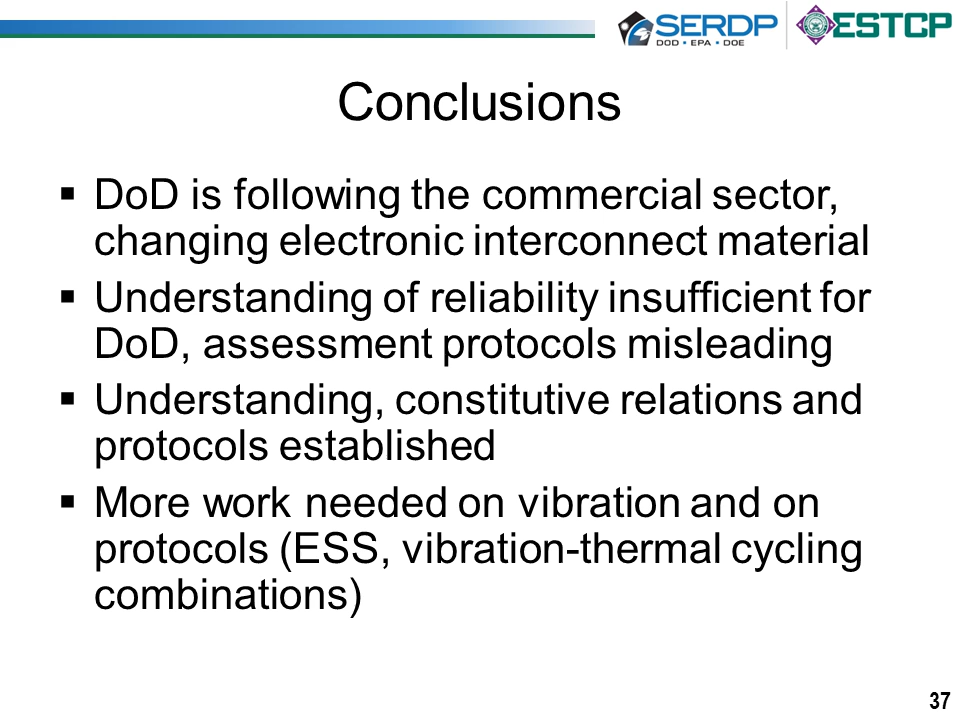 SERDP
DOD • EPA • DOE
ESTCP
Conclusions
▪ DoD is following the commercial sector,
changing electronic interconnect material
▪ Understanding of reliability insufficient for
DoD, assessment protocols misleading
▪ Understanding, constitutive relations and
protocols established
▪ More work needed on vibration and on
protocols (ESS, vibration-thermal cycling
combinations)
37